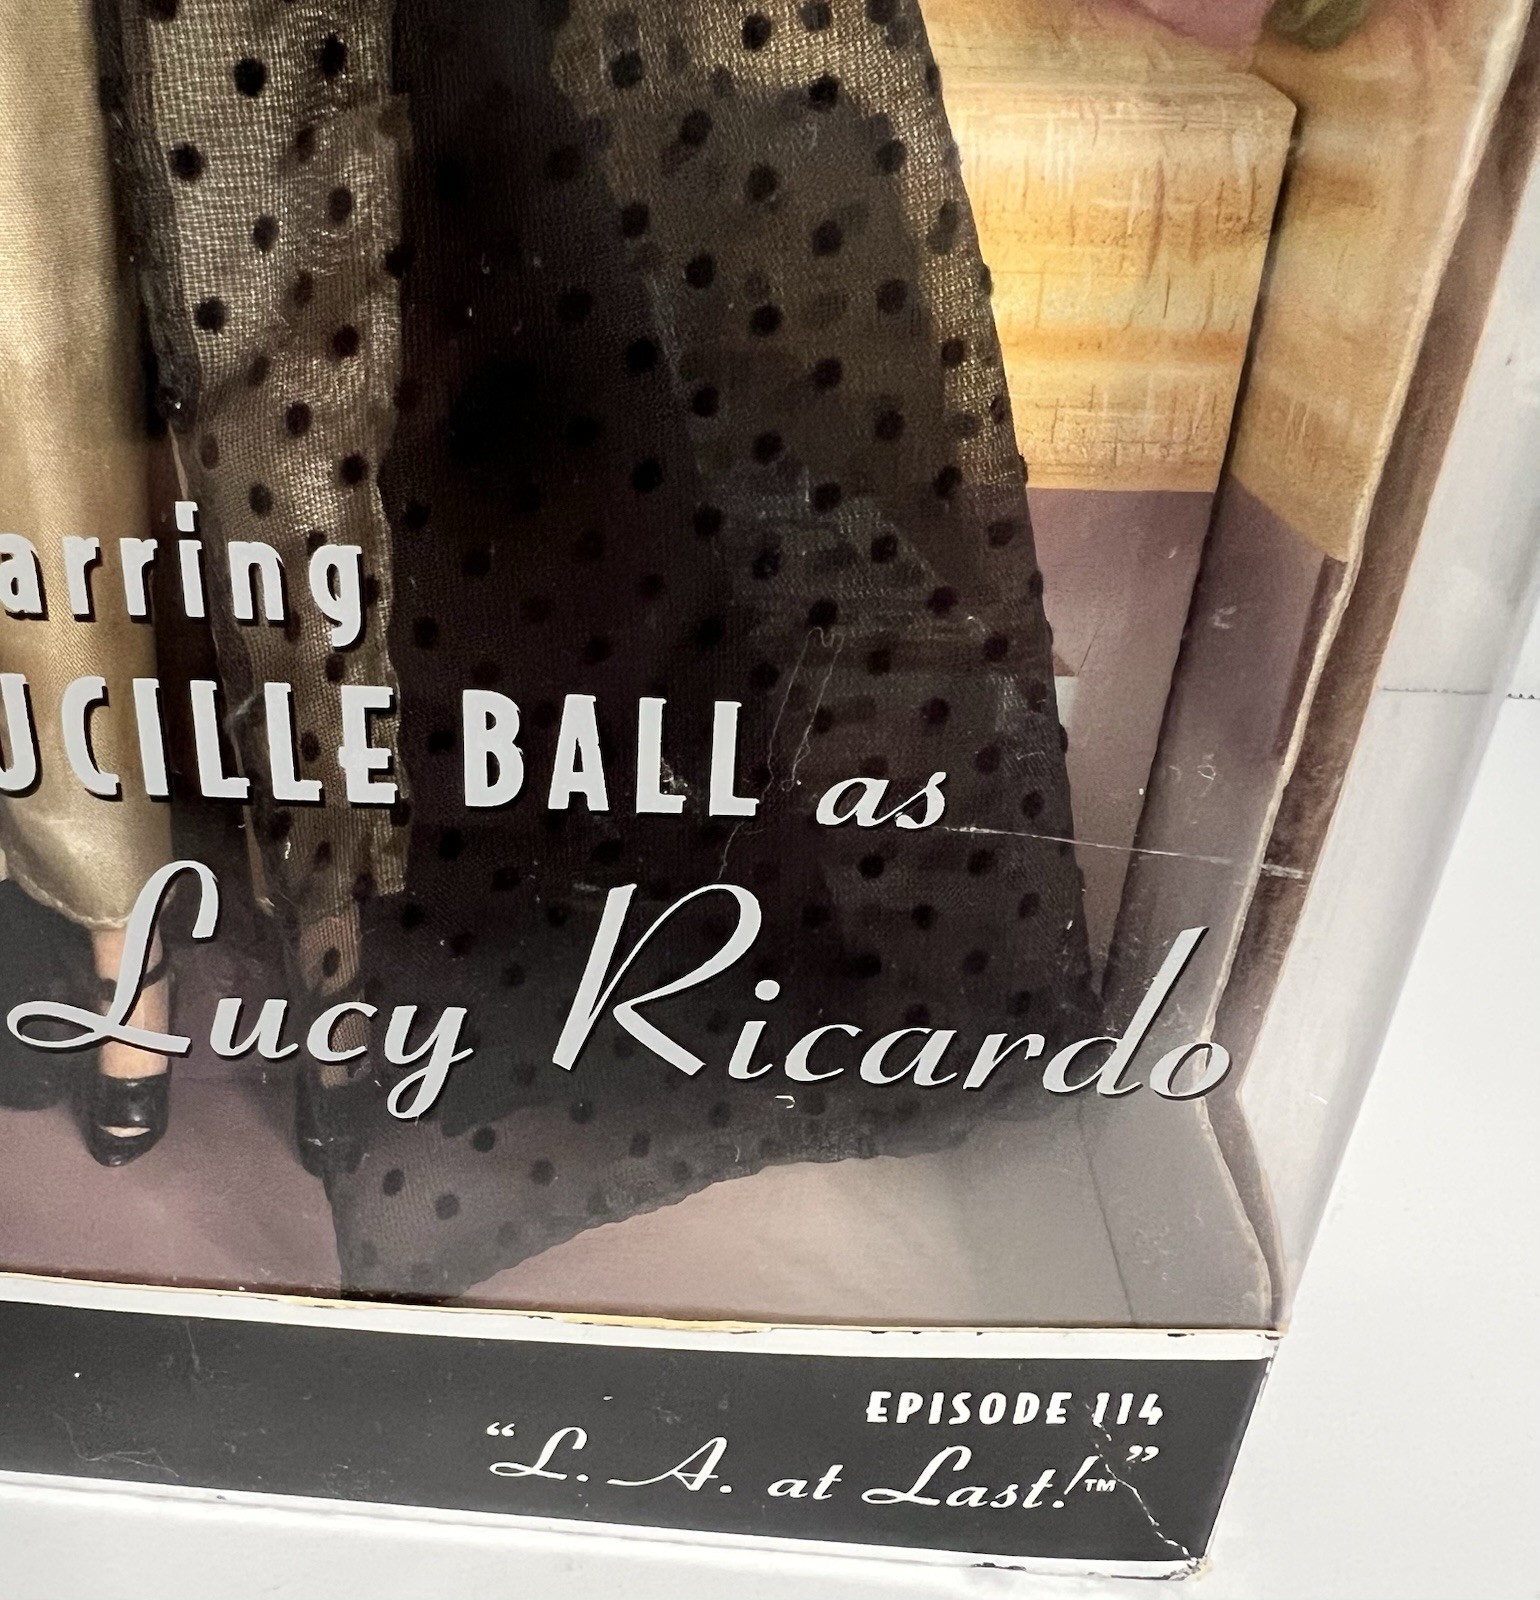 arring
UCILLE BALL as
Lucy Ricardo
EPISODE 114
“L. A. at Last!™”